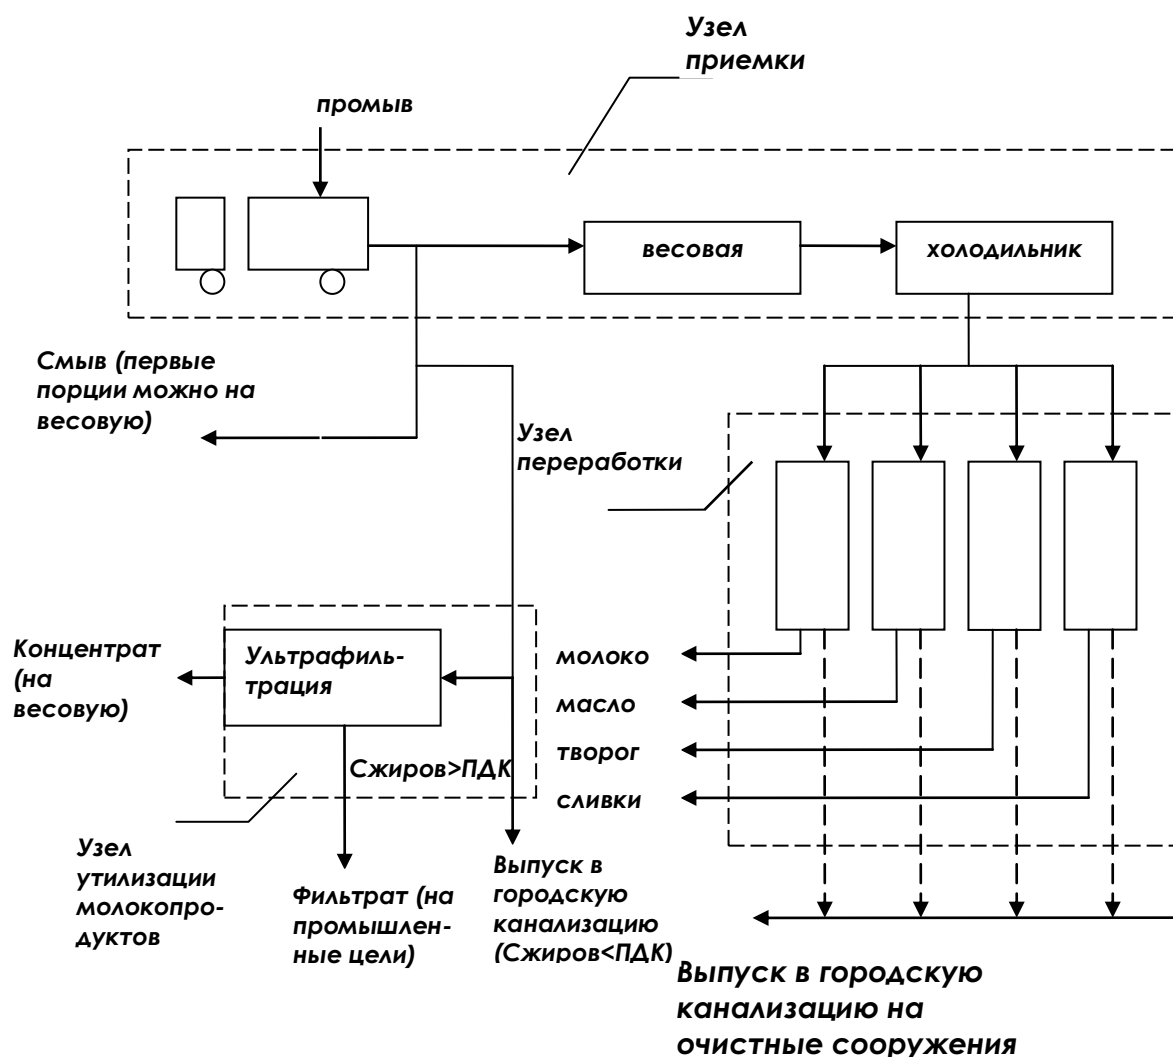 Узел
приемки
промыв
весовая
холодильник
Смыв (первые
порции можно на
весовую)
Узел
переработки
Концентрат
(на
весовую)
Ультрафиль-
трация
молоко
масло
творог
сливки
Сжиров>ПДК
Узел
утилизации
молокопро-
дуктов
Фильтрат (на
промышлен-
ные цели)
Выпуск в
городскую
канализацию
(Сжиров<ПДК)
Выпуск в городскую
канализацию на
очистные сооружения